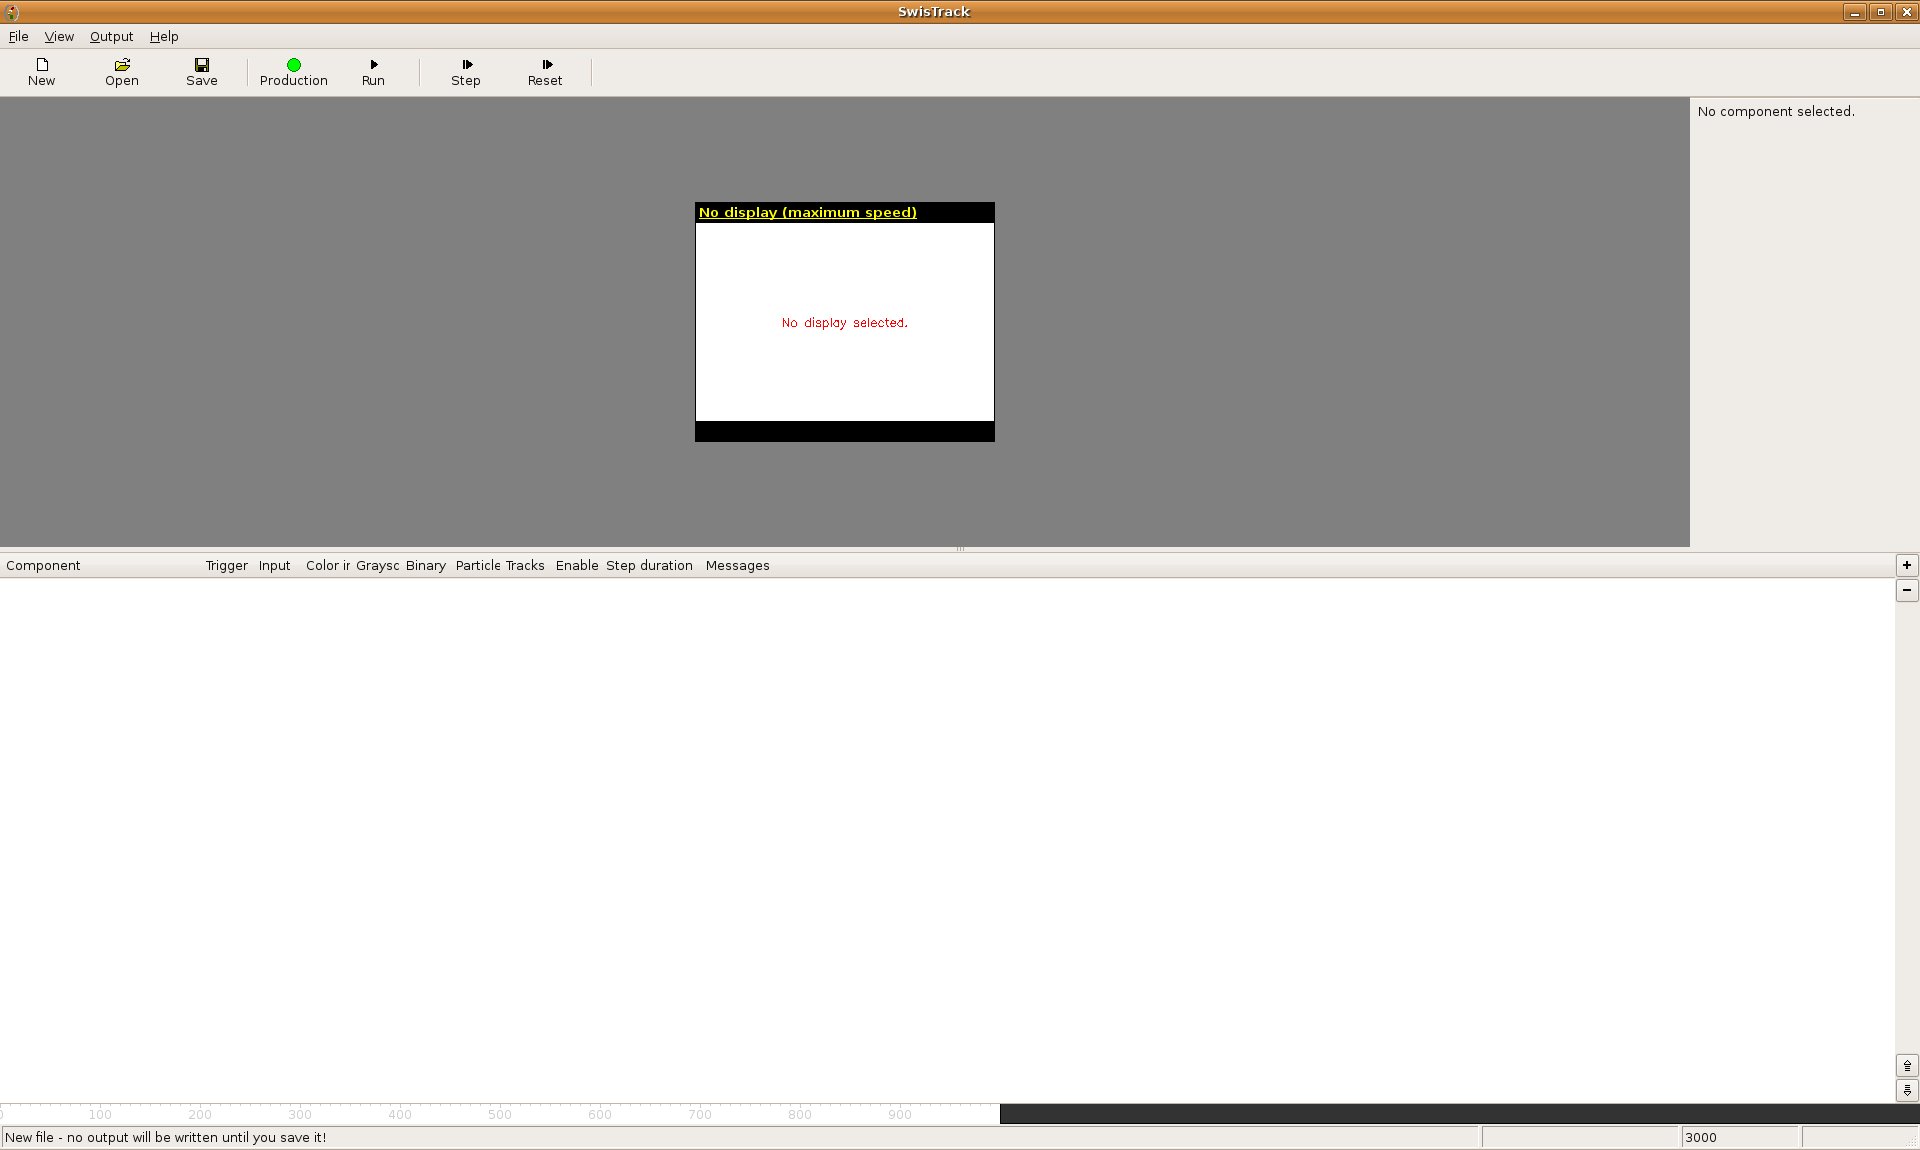 SwisTrack
File View Output Help
New Open Save Production Run Step Reset
No component selected.
No display (maximum speed)
No display selected.
Component Trigger Input Color ir Graysc Binary Particle Tracks Enable Step duration Messages
100 200 300 400 500 600 700 800 900
New file - no output will be written until you save it!
3000